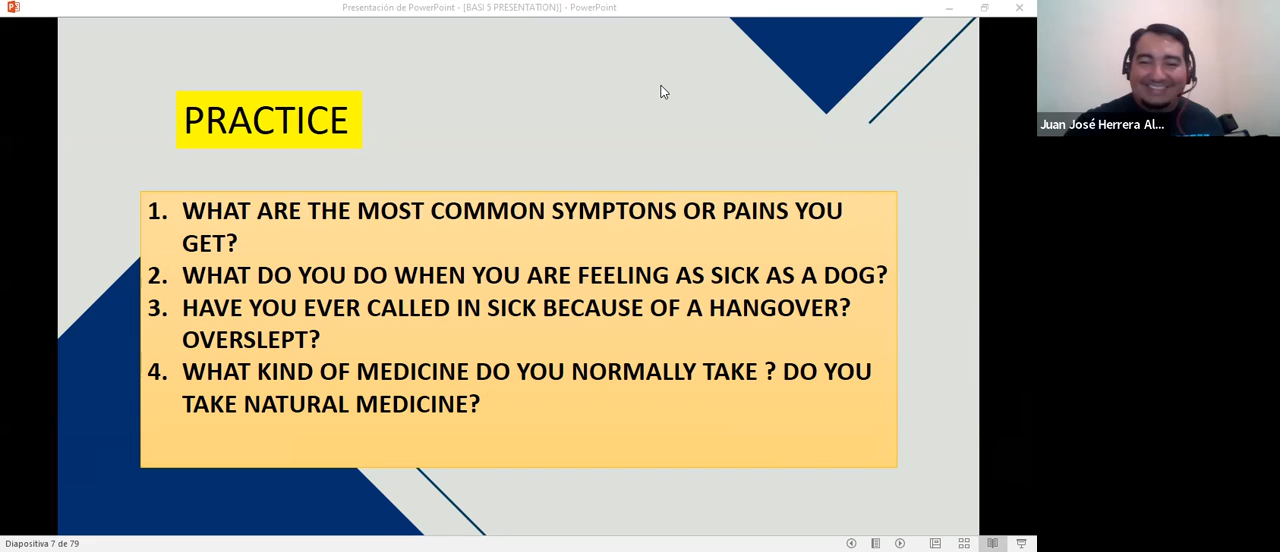 Presentación de PowerPoint - [BASI 5 PRESENTATION)] - PowerPoint
PRACTICE
1. WHAT ARE THE MOST COMMON SYMPTONS OR PAINS YOU
GET?
2. WHAT DO YOU DO WHEN YOU ARE FEELING AS SICK AS A DOG?
3. HAVE YOU EVER CALLED IN SICK BECAUSE OF A HANGOVER?
OVERSLEPT?
4. WHAT KIND OF MEDICINE DO YOU NORMALLY TAKE ? DO YOU
TAKE NATURAL MEDICINE?
Juan José Herrera Al...
Diapositiva 7 de 79